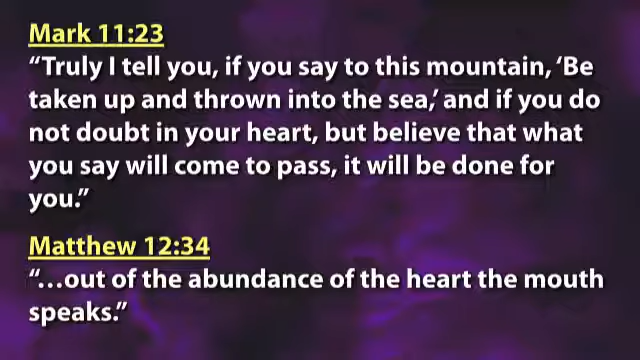 Mark 11:23
“Truly I tell you, if you say to this mountain, ‘Be
taken up and thrown into the sea,’ and if you do
not doubt in your heart, but believe that what
you say will come to pass, it will be done for
you.”
Matthew 12:34
“…out of the abundance of the heart the mouth
speaks.”